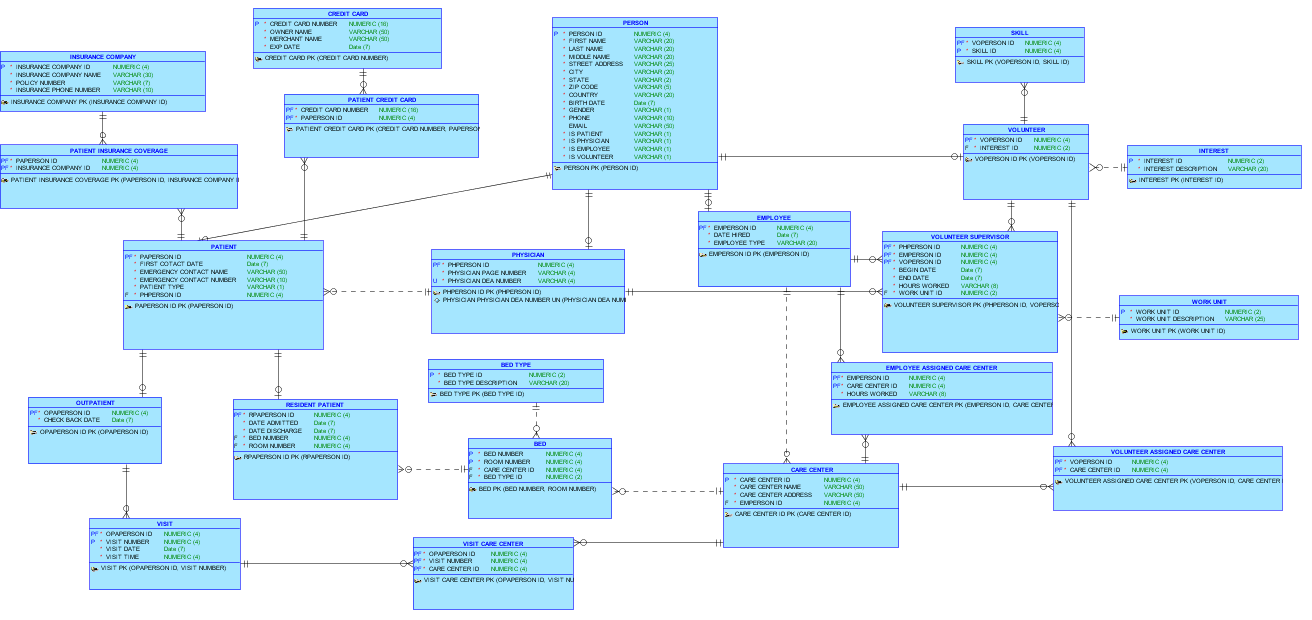 CREDIT CARD
P * CREDIT CARD NUMBER NUMERIC (16)
* OWNER NAME VARCHAR (50)
* MERCHANT NAME VARCHAR (50)
* EXP DATE Date (7)
CREDIT CARD PK (CREDIT CARD NUMBER)
PERSON
P * PERSON ID NUMERIC (4)
* FIRST NAME VARCHAR (20)
* LAST NAME VARCHAR (20)
* MIDDLE NAME VARCHAR (20)
* STREET ADDRESS VARCHAR (25)
* CITY VARCHAR (20)
* STATE VARCHAR (2)
* ZIP CODE VARCHAR (5)
* COUNTRY VARCHAR (20)
* BIRTH DATE Date (7)
* GENDER VARCHAR (1)
* PHONE VARCHAR (10)
EMAIL VARCHAR (50)
* IS PATIENT VARCHAR (1)
* IS PHYSICIAN VARCHAR (1)
* IS EMPLOYEE VARCHAR (1)
* IS VOLUNTEER VARCHAR (1)
PERSON PK (PERSON ID)
SKILL
PF * VOPERSON ID NUMERIC (4)
P * SKILL ID NUMERIC (4)
SKILL PK (VOPERSON ID, SKILL ID)
INSURANCE COMPANY
P * INSURANCE COMPANY ID NUMERIC (4)
* INSURANCE COMPANY NAME VARCHAR (30)
* POLICY NUMBER VARCHAR (7)
* INSURANCE PHONE NUMBER VARCHAR (10)
INSURANCE COMPANY PK (INSURANCE COMPANY ID)
PATIENT CREDIT CARD
PF * CREDIT CARD NUMBER NUMERIC (16)
PF * PAPERSON ID NUMERIC (4)
PATIENT CREDIT CARD PK (CREDIT CARD NUMBER, PAPERSON
VOLUNTEER
PF * VOPERSON ID NUMERIC (4)
F * INTEREST ID NUMERIC (2)
VOPERSON ID PK (VOPERSON ID)
INTEREST
P * INTEREST ID NUMERIC (2)
* INTEREST DESCRIPTION VARCHAR (20)
INTEREST PK (INTEREST ID)
PATIENT INSURANCE COVERAGE
PF * PAPERSON ID NUMERIC (4)
PF * INSURANCE COMPANY ID NUMERIC (4)
PATIENT INSURANCE COVERAGE PK (PAPERSON ID, INSURANCE COMPANY I
EMPLOYEE
PF * EMPERSON ID NUMERIC (4)
* DATE HIRED Date (7)
* EMPLOYEE TYPE VARCHAR (20)
EMPERSON ID PK (EMPERSON ID)
VOLUNTEER SUPERVISOR
PF * PHPERSON ID NUMERIC (4)
PF * EMPERSON ID NUMERIC (4)
PF * VOPERSON ID NUMERIC (4)
* BEGIN DATE Date (7)
* END DATE Date (7)
* HOURS WORKED VARCHAR (8)
F * WORK UNIT ID NUMERIC (2)
VOLUNTEER SUPERVISOR PK (PHPERSON ID, VOPERSO
PATIENT
PF * PAPERSON ID NUMERIC (4)
* FIRST COTACT DATE Date (7)
* EMERGENCY CONTACT NAME VARCHAR (50)
* EMERGENCY CONTACT NUMBER VARCHAR (10)
* PATIENT TYPE VARCHAR (1)
F * PHPERSON ID NUMERIC (4)
PAPERSON ID PK (PAPERSON ID)
PHYSICIAN
PF * PHPERSON ID NUMERIC (4)
* PHYSICIAN PAGE NUMBER VARCHAR (4)
U * PHYSICIAN DEA NUMBER VARCHAR (4)
PHPERSON ID PK (PHPERSON ID)
PHYSICIAN PHYSICIAN DEA NUMBER UN (PHYSICIAN DEA NUM
WORK UNIT
P * WORK UNIT ID NUMERIC (2)
* WORK UNIT DESCRIPTION VARCHAR (25)
WORK UNIT PK (WORK UNIT ID)
BED TYPE
P * BED TYPE ID NUMERIC (2)
* BED TYPE DESCRIPTION VARCHAR (20)
BED TYPE PK (BED TYPE ID)
EMPLOYEE ASSIGNED CARE CENTER
PF * EMPERSON ID NUMERIC (4)
PF * CARE CENTER ID NUMERIC (4)
* HOURS WORKED VARCHAR (8)
EMPLOYEE ASSIGNED CARE CENTER PK (EMPERSON ID, CARE CENTE
OUTPATIENT
PF * OPAPERSON ID NUMERIC (4)
* CHECK BACK DATE Date (7)
OPAPERSON ID PK (OPAPERSON ID)
RESIDENT PATIENT
PF * RPAPERSON ID NUMERIC (4)
* DATE ADMITTED Date (7)
* DATE DISCHARGE Date (7)
F * BED NUMBER NUMERIC (4)
F * ROOM NUMBER NUMERIC (4)
RPAPERSON ID PK (RPAPERSON ID)
BED
P * BED NUMBER NUMERIC (4)
P * ROOM NUMBER NUMERIC (4)
F * CARE CENTER ID NUMERIC (4)
F * BED TYPE ID NUMERIC (2)
BED PK (BED NUMBER, ROOM NUMBER)
VOLUNTEER ASSIGNED CARE CENTER
PF * VOPERSON ID NUMERIC (4)
PF * CARE CENTER ID NUMERIC (4)
VOLUNTEER ASSIGNED CARE CENTER PK (VOPERSON ID, CARE CENTER
CARE CENTER
P * CARE CENTER ID NUMERIC (4)
* CARE CENTER NAME VARCHAR (50)
* CARE CENTER ADDRESS VARCHAR (50)
F * EMPERSON ID NUMERIC (4)
CARE CENTER ID PK (CARE CENTER ID)
VISIT
PF * OPAPERSON ID NUMERIC (4)
P * VISIT NUMBER NUMERIC (4)
* VISIT DATE Date (7)
* VISIT TIME NUMERIC (4)
VISIT PK (OPAPERSON ID, VISIT NUMBER)
VISIT CARE CENTER
PF * OPAPERSON ID NUMERIC (4)
PF * VISIT NUMBER NUMERIC (4)
PF * CARE CENTER ID NUMERIC (4)
VISIT CARE CENTER PK (OPAPERSON ID, VISIT NU